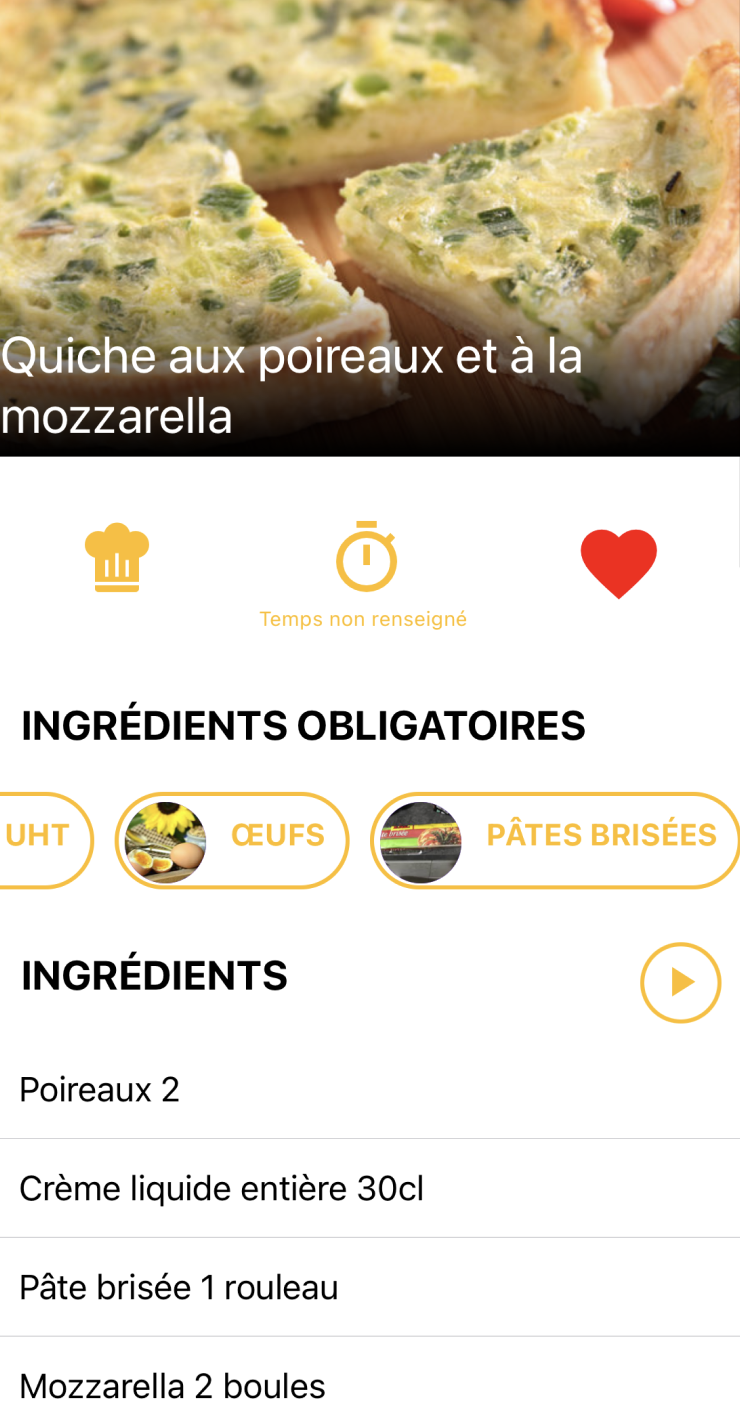 Quiche aux poireaux et à la
mozzarella
Temps non renseigné
INGRÉDIENTS OBLIGATOIRES
UHT
ŒUFS
PÂTES BRISÉES
INGRÉDIENTS
Poireaux 2
Crème liquide entière 30cl
Pâte brisée 1 rouleau
Mozzarella 2 boules